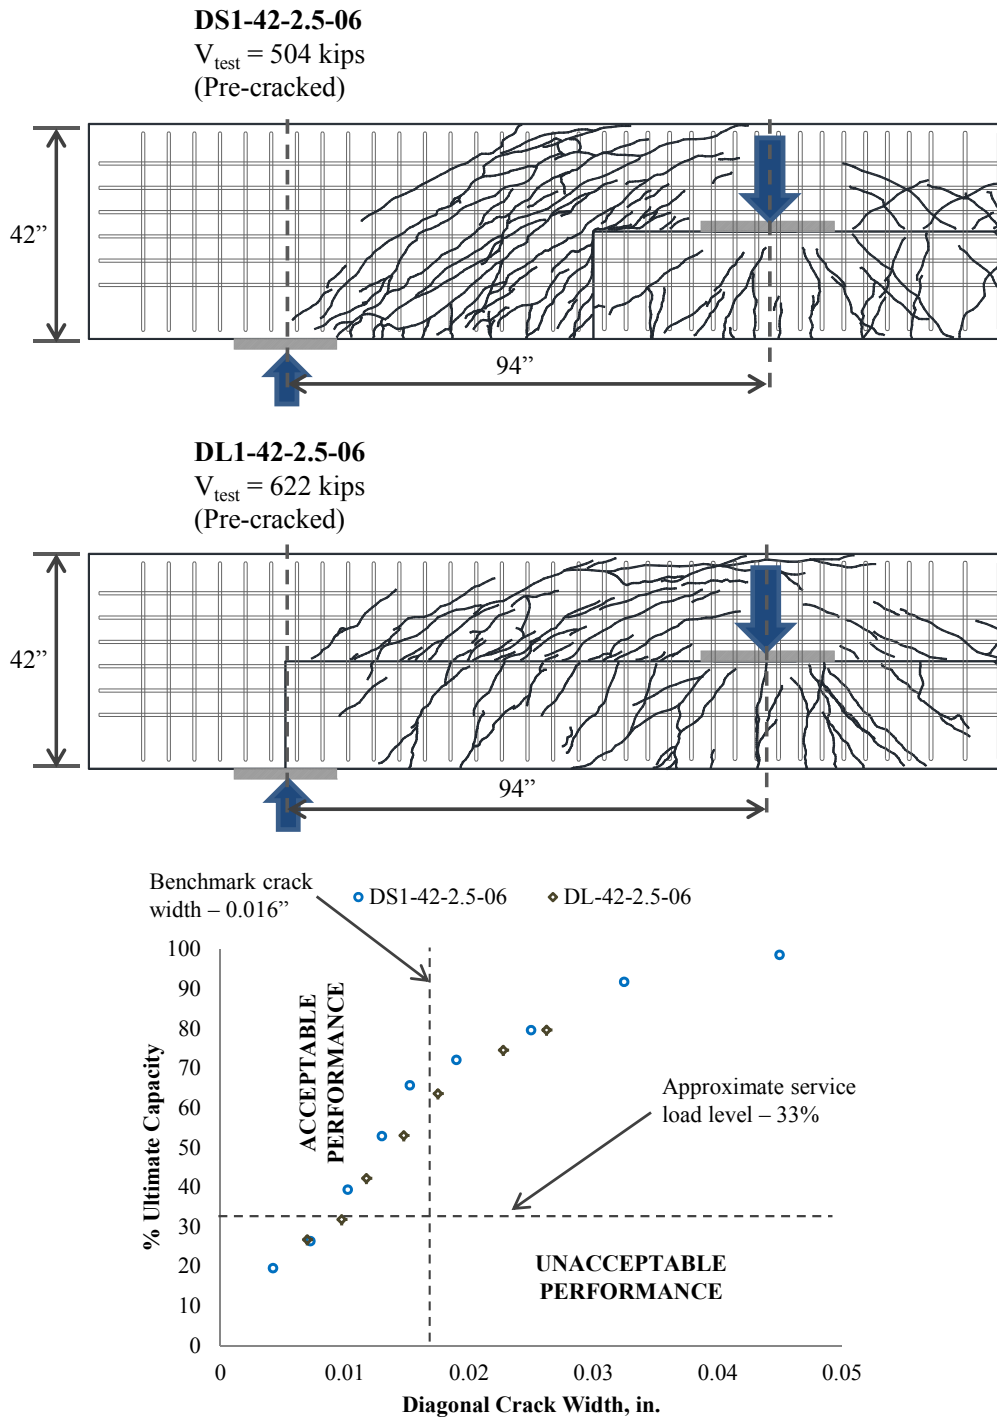 DS1-42-2.5-06
Vtest = 504 kips
(Pre-cracked)
42”
94”
DL1-42-2.5-06
Vtest = 622 kips
(Pre-cracked)
42”
94”
Benchmark crack
width – 0.016”
DS1-42-2.5-06
DL-42-2.5-06
100
90
80
70
60
50
40
30
20
10
0
% Ultimate Capacity
ACCEPTABLE
PERFORMANCE
Approximate service
load level – 33%
UNACCEPTABLE
PERFORMANCE
0
0.01
0.02
0.03
0.04
0.05
Diagonal Crack Width, in.